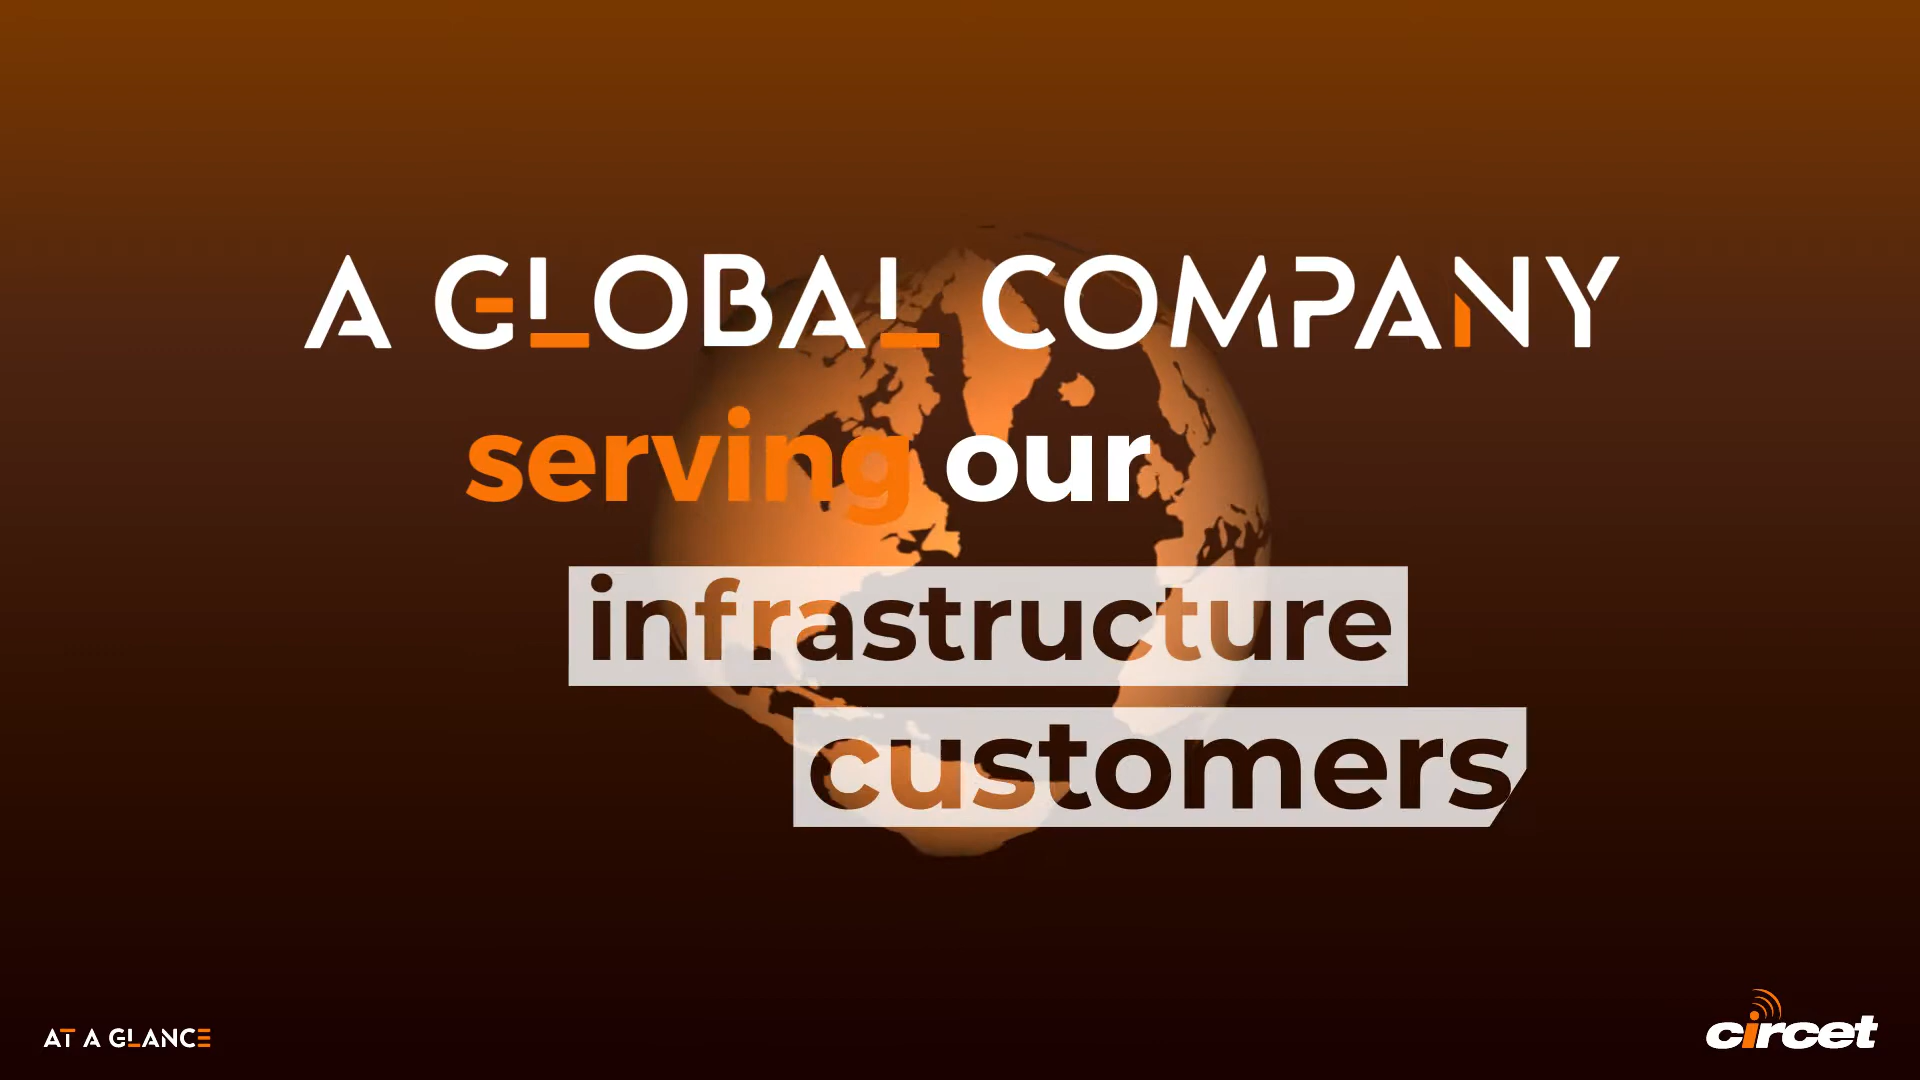 A GLOBAL COMPANY
serving our
infrastructure
customers
AT A GLANCE
circet